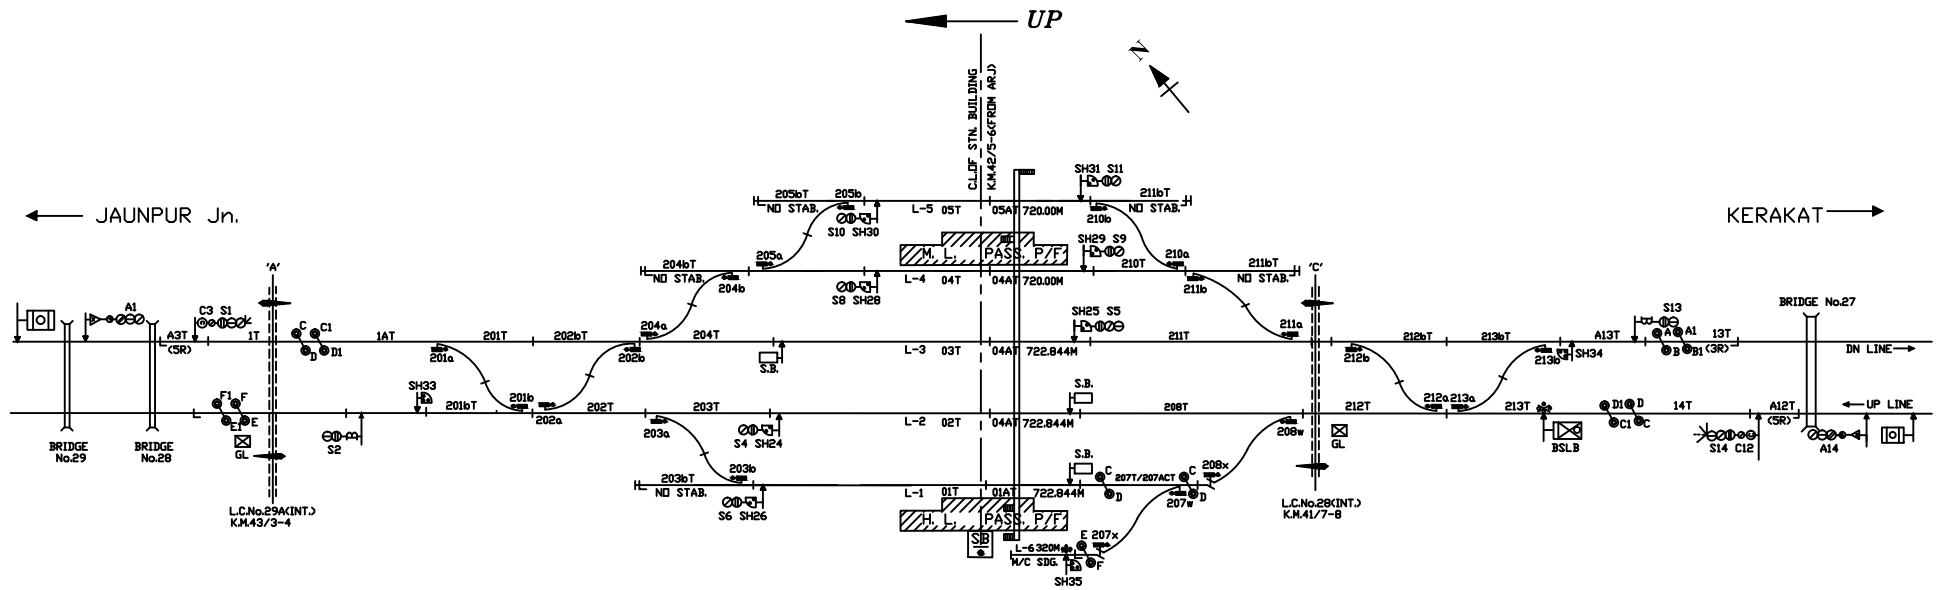 UP
N
C.L.OF STN. BUILDING
K.M.42/5-6(FROM ARJ)
JAUNPUR Jn.
KERAKAT
SH31 S11
205bT 205b
NO STAB.
L-5 05T 05AT 720.00M
210b
211bT
NO STAB.
S10 SH30
M. L. PASS. P/F
SH29 S9
204bT
NO STAB.
205a
204b
L-4 04T 04AT 720.00M
210T
210a
211b
211bT
NO STAB.
S8 SH28
'A'
'C'
A1
C3 S1
A3T
(5R)
1T
C C1
D D1
1AT
201T
202bT
204a
204T
SH25 S5
211T
211a
212bT
213bT
A13T
S13
R
A A1
B B1
13T
(3R)
BRIDGE No.27
201a
202b
S.B.
L-3 03T 04AT 722.844M
212b
213b
SH34
DN LINE
F1 F
E1 E
SH33
201bT
201b
202a
202T
203T
S.B.
208T
212T
212a 213a
213T
D1 D
C1 C
14T
A12T
(5R)
UP LINE
BRIDGE
No.29
BRIDGE
No.28
GL
S2
R
203a
S4 SH24
L-2 02T 04AT 722.844M
208w
GL
BSLB
S14 C12
A14
203bT
NO STAB.
203b
S.B.
C
D
207T/207ACT
C
D
208x
207w
L-1 01T 01AT 722.844M
S6 SH26
L.C.No.29A(INT.)
K.M.43/3-4
L.C.No.28(INT.)
K.M.41/7-8
H. L. PASS. P/F
SB
L-6 320M
M/C SDG.
E 207x
F
SH35